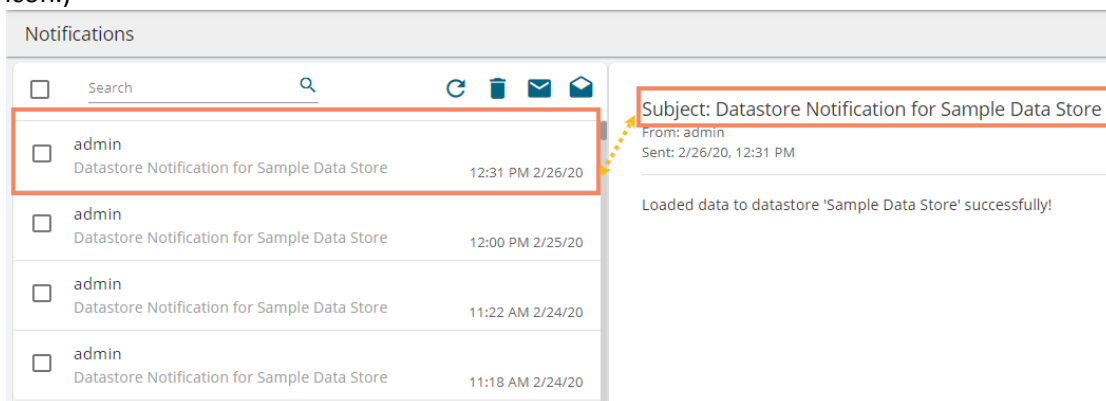 icon.)
Notifications
Search
admin
Datastore Notification for Sample Data Store
12:31 PM 2/26/20
admin
Datastore Notification for Sample Data Store
12:00 PM 2/25/20
admin
Datastore Notification for Sample Data Store
11:22 AM 2/24/20
admin
Datastore Notification for Sample Data Store
11:18 AM 2/24/20
Subject: Datastore Notification for Sample Data Store
From: admin
Sent: 2/26/20, 12:31 PM
Loaded data to datastore 'Sample Data Store' successfully!